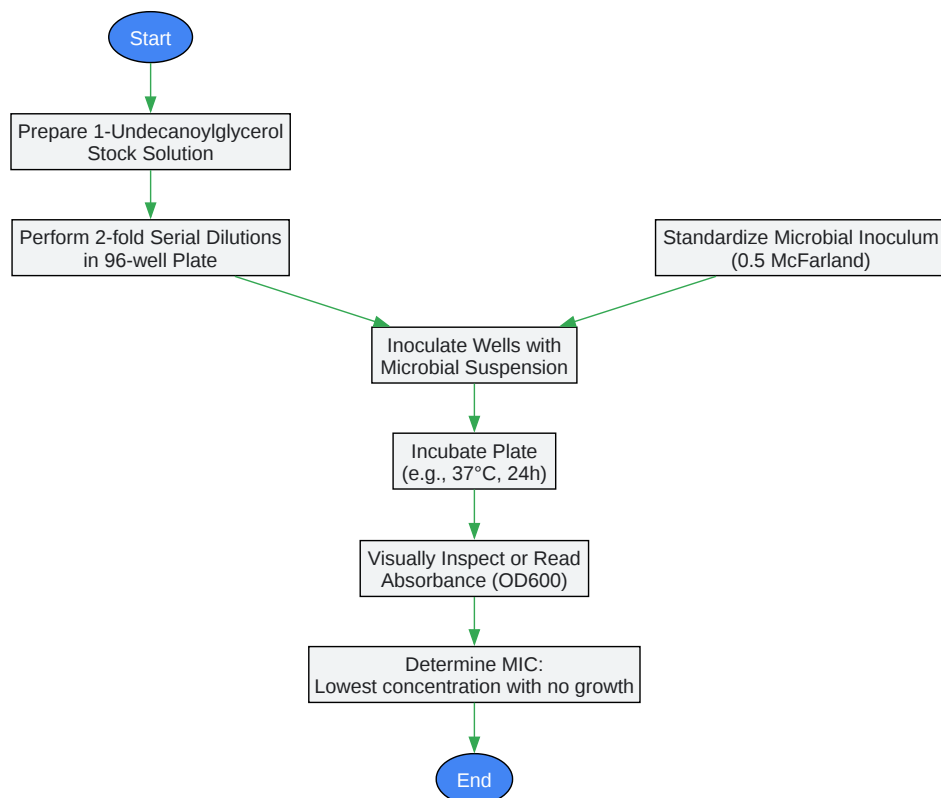 Start
Prepare 1-Undecanoylglycerol
Stock Solution
Perform 2-fold Serial Dilutions
in 96-well Plate
Standardize Microbial Inoculum
(0.5 McFarland)
Inoculate Wells with
Microbial Suspension
Incubate Plate
(e.g., 37°C, 24h)
Visually Inspect or Read
Absorbance (OD600)
Determine MIC:
Lowest concentration with no growth
End